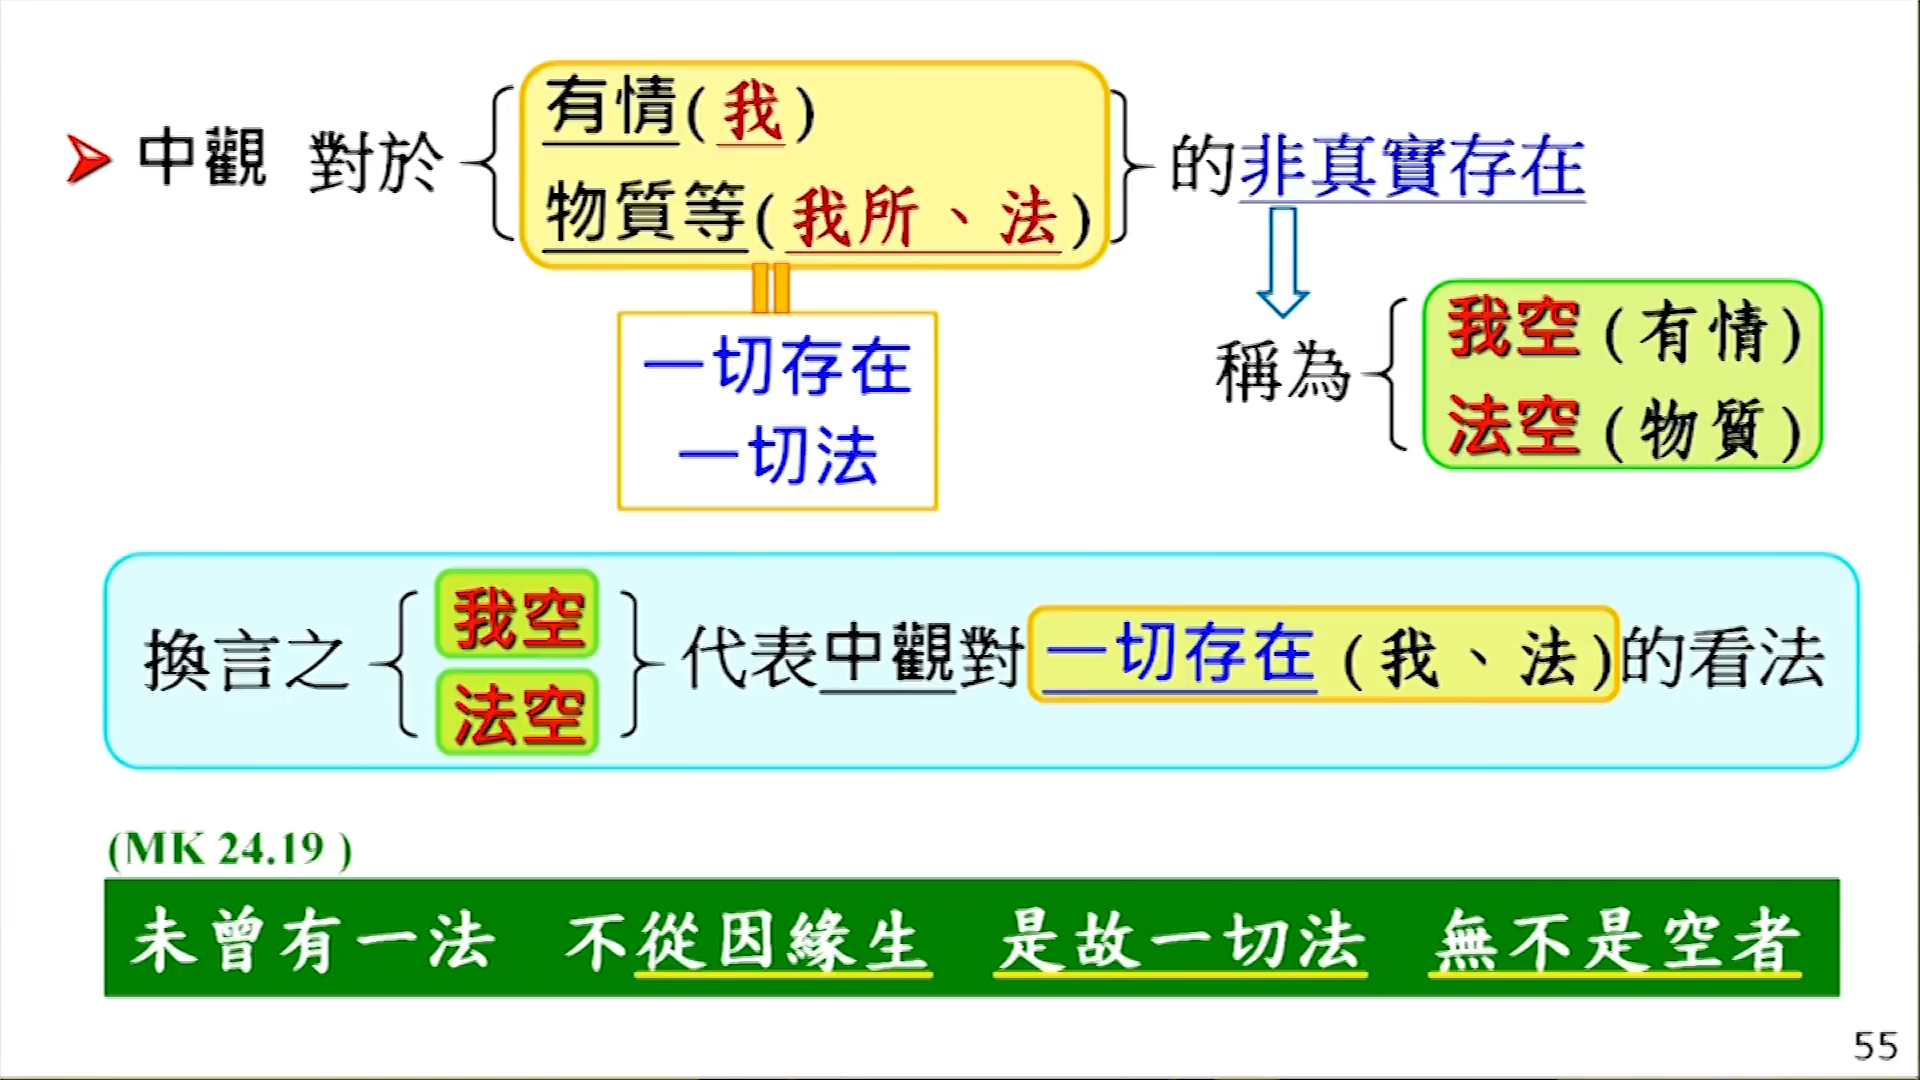 中觀 對於
有情(我)
物質等(我所、法)
的非真實存在
一切存在
一切法
稱為
我空(有情)
法空(物質)
換言之
我空
法空
代表中觀對一切存在(我、法)的看法
(MK 24.19 )
未曾有一法 不從因緣生 是故一切法 無不是空者
55